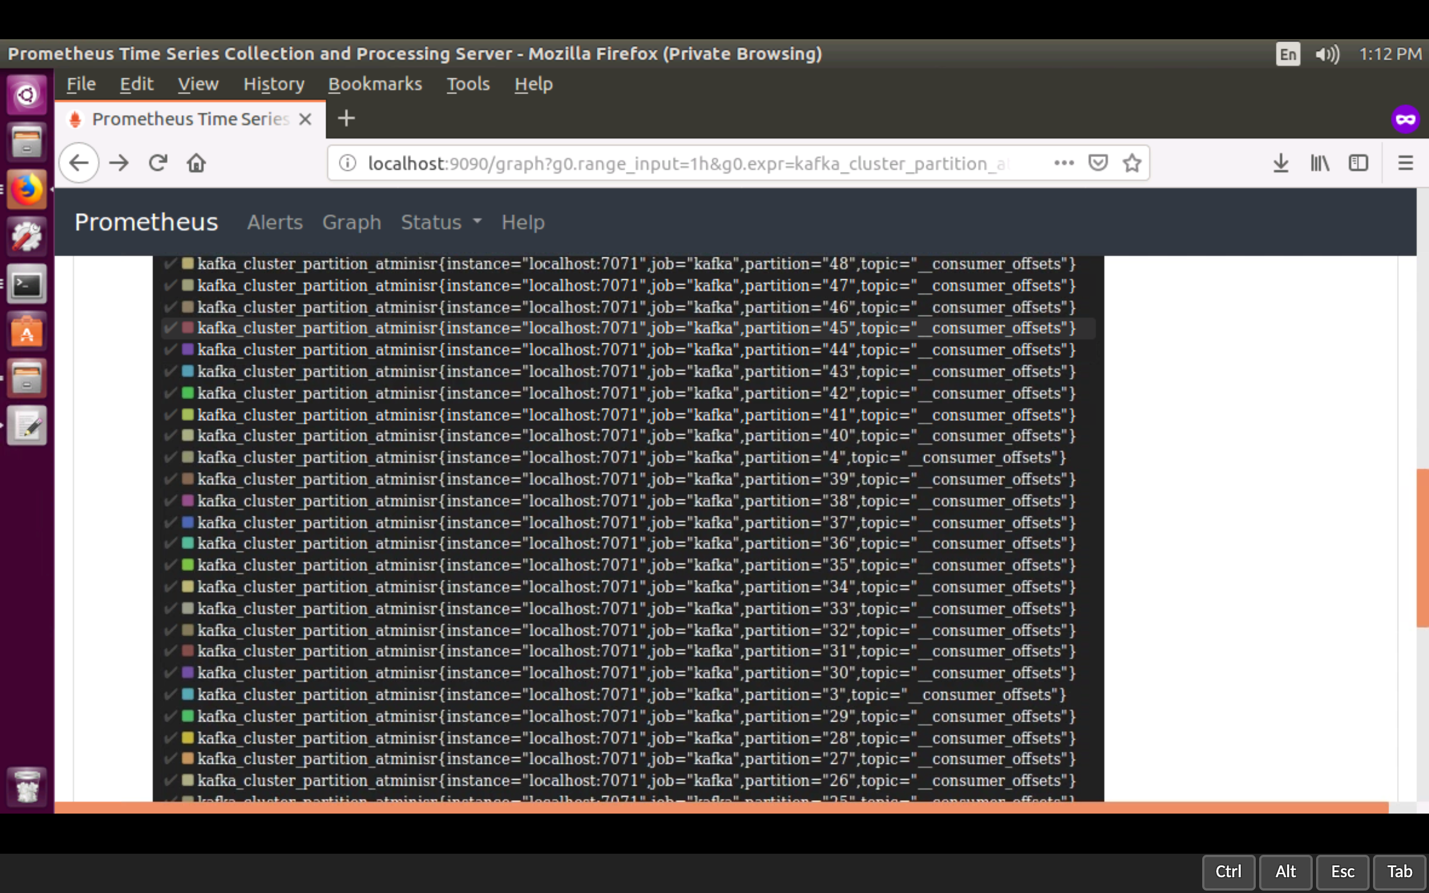 Prometheus Time Series Collection and Processing Server - Mozilla Firefox (Private Browsing)
En
1:12 PM
File Edit View History Bookmarks Tools Help
Prometheus Time Series
localhost:9090/graph?g0.range_input=1h&g0.expr=kafka_cluster_partition_a
Prometheus Alerts Graph Status Help
kafka_cluster_partition_atminisr{instance="localhost:7071",job="kafka",partition="48",topic="__consumer_offsets"}
kafka_cluster_partition_atminisr{instance="localhost:7071",job="kafka",partition="47",topic="__consumer_offsets"}
kafka_cluster_partition_atminisr{instance="localhost:7071",job="kafka",partition="46",topic="__consumer_offsets"}
kafka_cluster_partition_atminisr{instance="localhost:7071",job="kafka",partition="45",topic="__consumer_offsets"}
kafka_cluster_partition_atminisr{instance="localhost:7071",job="kafka",partition="44",topic="__consumer_offsets"}
kafka_cluster_partition_atminisr{instance="localhost:7071",job="kafka",partition="43",topic="__consumer_offsets"}
kafka_cluster_partition_atminisr{instance="localhost:7071",job="kafka",partition="42",topic="__consumer_offsets"}
kafka_cluster_partition_atminisr{instance="localhost:7071",job="kafka",partition="41",topic="__consumer_offsets"}
kafka_cluster_partition_atminisr{instance="localhost:7071",job="kafka",partition="40",topic="__consumer_offsets"}
kafka_cluster_partition_atminisr{instance="localhost:7071",job="kafka",partition="4",topic="__consumer_offsets"}
kafka_cluster_partition_atminisr{instance="localhost:7071",job="kafka",partition="39",topic="__consumer_offsets"}
kafka_cluster_partition_atminisr{instance="localhost:7071",job="kafka",partition="38",topic="__consumer_offsets"}
kafka_cluster_partition_atminisr{instance="localhost:7071",job="kafka",partition="37",topic="__consumer_offsets"}
kafka_cluster_partition_atminisr{instance="localhost:7071",job="kafka",partition="36",topic="__consumer_offsets"}
kafka_cluster_partition_atminisr{instance="localhost:7071",job="kafka",partition="35",topic="__consumer_offsets"}
kafka_cluster_partition_atminisr{instance="localhost:7071",job="kafka",partition="34",topic="__consumer_offsets"}
kafka_cluster_partition_atminisr{instance="localhost:7071",job="kafka",partition="33",topic="__consumer_offsets"}
kafka_cluster_partition_atminisr{instance="localhost:7071",job="kafka",partition="32",topic="__consumer_offsets"}
kafka_cluster_partition_atminisr{instance="localhost:7071",job="kafka",partition="31",topic="__consumer_offsets"}
kafka_cluster_partition_atminisr{instance="localhost:7071",job="kafka",partition="30",topic="__consumer_offsets"}
kafka_cluster_partition_atminisr{instance="localhost:7071",job="kafka",partition="3",topic="__consumer_offsets"}
kafka_cluster_partition_atminisr{instance="localhost:7071",job="kafka",partition="29",topic="__consumer_offsets"}
kafka_cluster_partition_atminisr{instance="localhost:7071",job="kafka",partition="28",topic="__consumer_offsets"}
kafka_cluster_partition_atminisr{instance="localhost:7071",job="kafka",partition="27",topic="__consumer_offsets"}
kafka_cluster_partition_atminisr{instance="localhost:7071",job="kafka",partition="26",topic="__consumer_offsets"}
Ctrl Alt Esc Tab